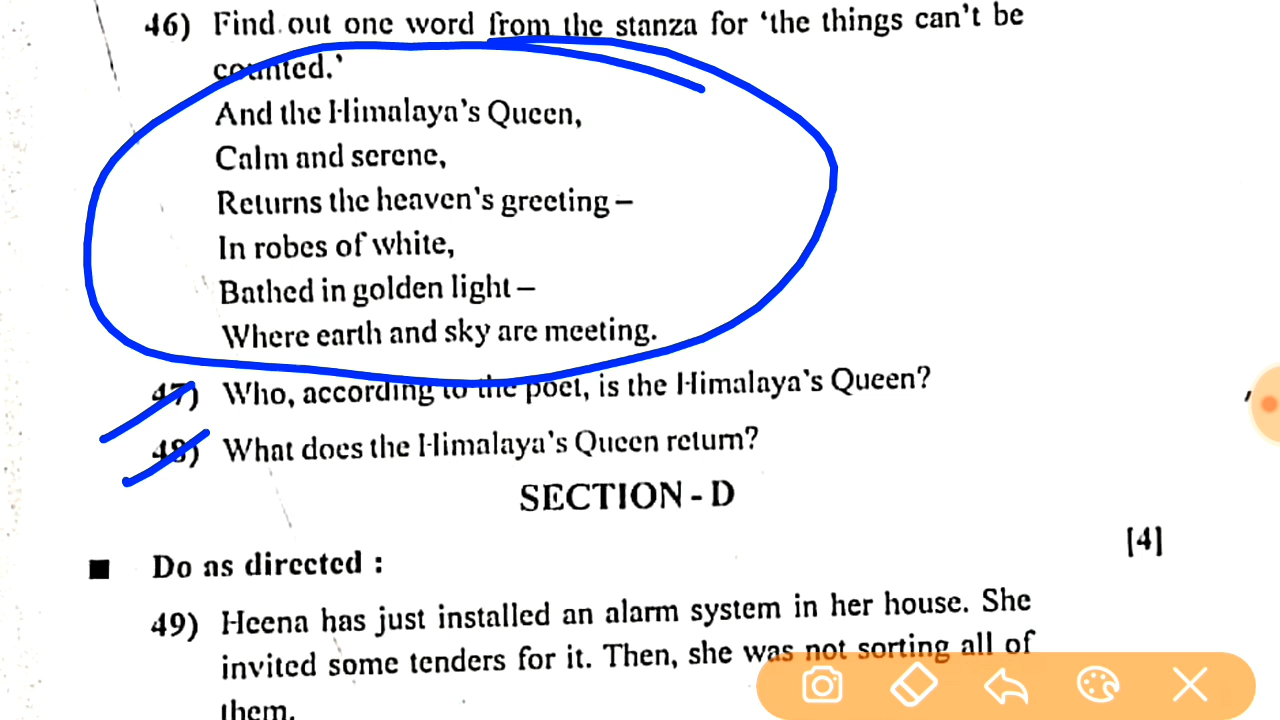 46) Find out one word from the stanza for ‘the things can’t be
counted.’
And the Himalaya’s Queen,
Calm and serene,
Returns the heaven’s greeting –
In robes of white,
Bathed in golden light –
Where earth and sky are meeting.
47) Who, according to the poet, is the Himalaya’s Queen?
48) What does the Himalaya’s Queen return?
SECTION - D
■ Do as directed : [4]
49) Heena has just installed an alarm system in her house. She
invited some tenders for it. Then, she was not sorting all of
them.